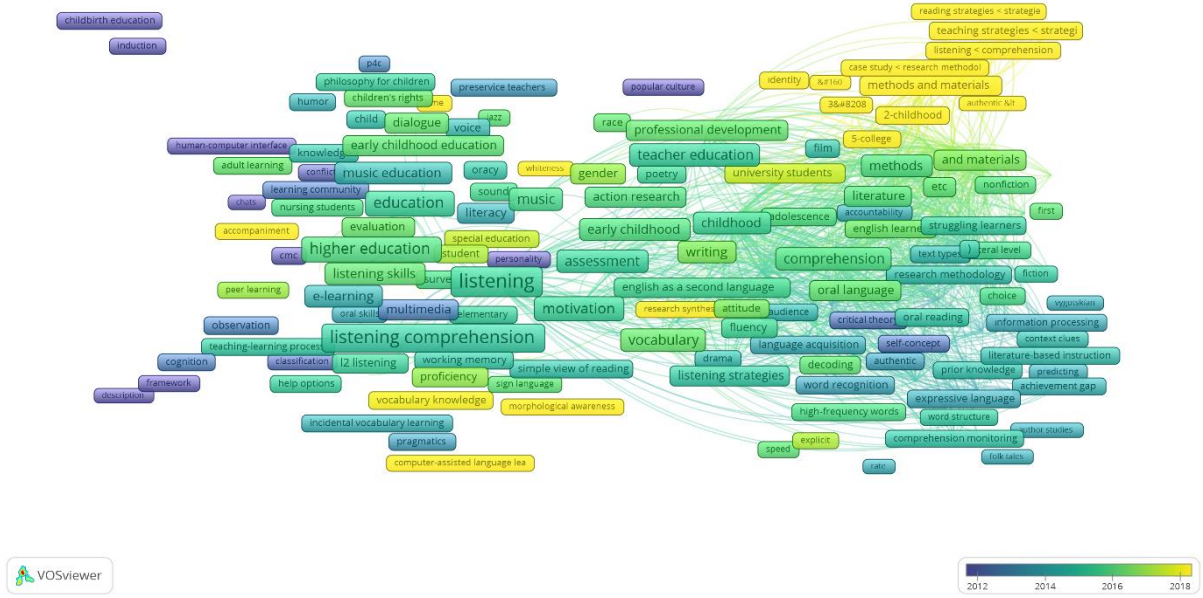 childbirth education
induction
reading strategies < strategie
teaching strategies < strategi
listening < comprehension
p4c
philosophy for children
preservice teachers
popular culture
identity
&#160
case study < research methodol
methods and materials
humor
children's rights
jazz
3&#8208
authentic &lt
child
dialogue
voice
race
professional development
2-childhood
5-college
human-computer interface
knowledge
early childhood education
teacher education
film
methods
and materials
adult learning
conflict
music education
oracy
whiteness
gender
poetry
university students
learning community
etc
nonfiction
chats
nursing students
education
sound
music
action research
literature
accompaniment
evaluation
literacy
early childhood
childhood
adolescence
accountability
first
english learne
struggling learners
cmc
higher education
special education
student
personality
assessment
writing
comprehension
text types
teral level
peer learning
listening skills
surve
listening
english as a second language
oral language
research methodology
fiction
choice
e-learning
multimedia
motivation
research synthes
attitude
audience
critical theory
oral reading
vygotskian
oral skills
elementary
fluency
information processing
observation
listening comprehension
vocabulary
language acquisition
self-concept
context clues
teaching-learning process
cognition
classification
l2 listening
working memory
simple view of reading
drama
decoding
authentic
literature-based instruction
prior knowledge
predicting
framework
help options
proficiency
sign language
listening strategies
word recognition
achievement gap
description
vocabulary knowledge
morphological awareness
expressive language
high-frequency words
word structure
incidental vocabulary learning
author studies
pragmatics
explicit
comprehension monitoring
speed
folk tales
computer-assisted language lea
rate
VOSviewer
2012 2014 2016 2018